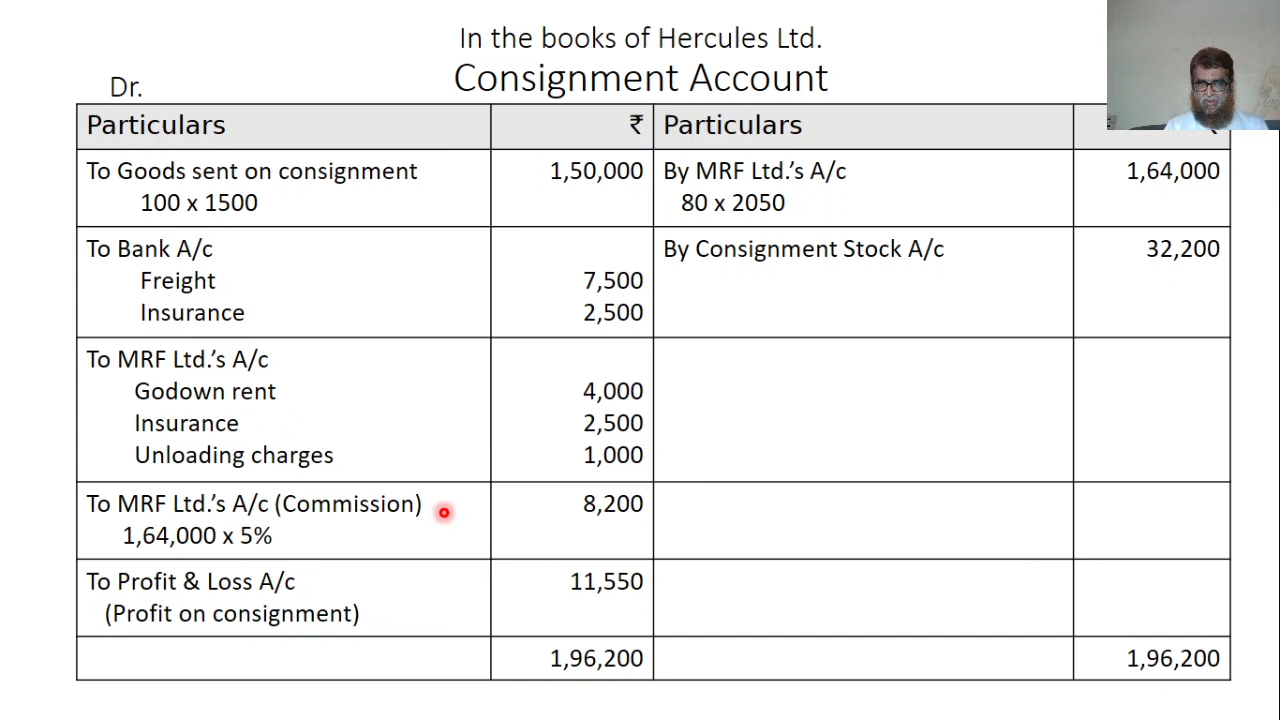 In the books of Hercules Ltd.
Consignment Account
Dr.
Particulars ₹ Particulars
To Goods sent on consignment 1,50,000 By MRF Ltd.'s A/c 1,64,000
100 x 1500 80 x 2050
To Bank A/c By Consignment Stock A/c 32,200
Freight 7,500
Insurance 2,500
To MRF Ltd.'s A/c
Godown rent 4,000
Insurance 2,500
Unloading charges 1,000
To MRF Ltd.'s A/c (Commission) 8,200
1,64,000 x 5%
To Profit & Loss A/c 11,550
(Profit on consignment)
1,96,200 1,96,200